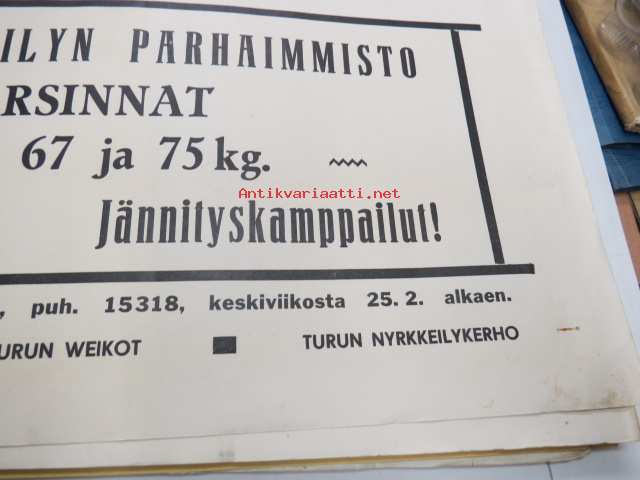 ILYN PARHAIMMISTO
RSINNAT
67 ja 75 kg.
Antikvariaatti.net
Jännityskamppailut!
, puh. 15318, keskiviikosta 25. 2. alkaen.
URUN WEIKOT ■ TURUN NYRKKEILYKERHO